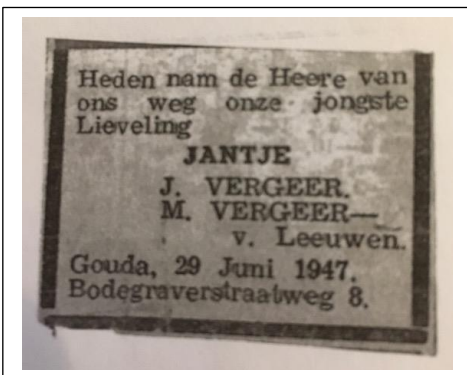 Heden nam de Heere van
ons weg onze jongste
Lieveling
JANTJE
J. VERGEER.
M. VERGEER—
v. Leeuwen.
Gouda, 29 Juni 1947.
Bodegraverstraatweg 8.